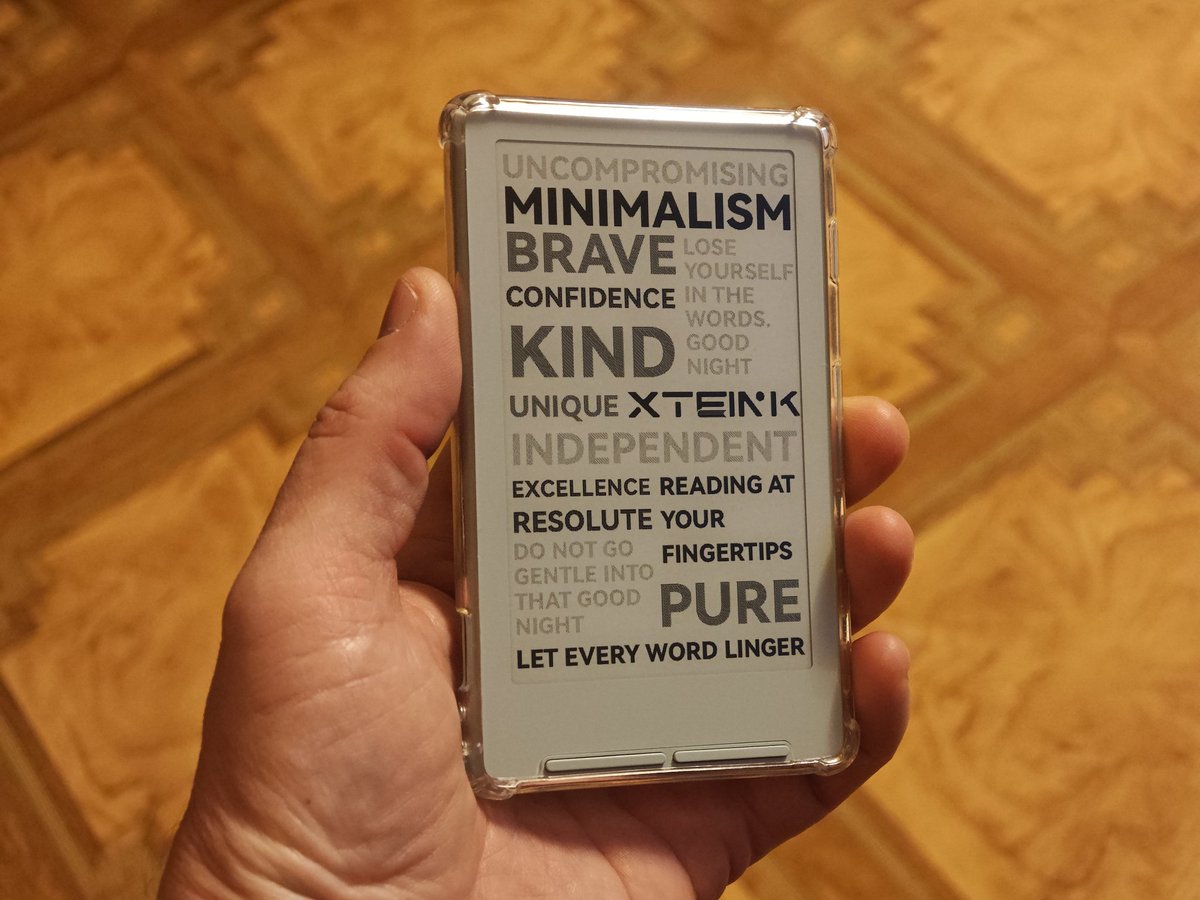 UNCOMPROMISING
MINIMALISM
BRAVE
CONFIDENCE
KIND
LOSE
YOURSELF
IN THE
WORDS.
GOOD
NIGHT
UNIQUE XTEINK
INDEPENDENT
EXCELLENCE
RESOLUTE
READING AT
YOUR
FINGERTIPS
DO NOT GO
GENTLE INTO
THAT GOOD
NIGHT
PURE
LET EVERY WORD LINGER